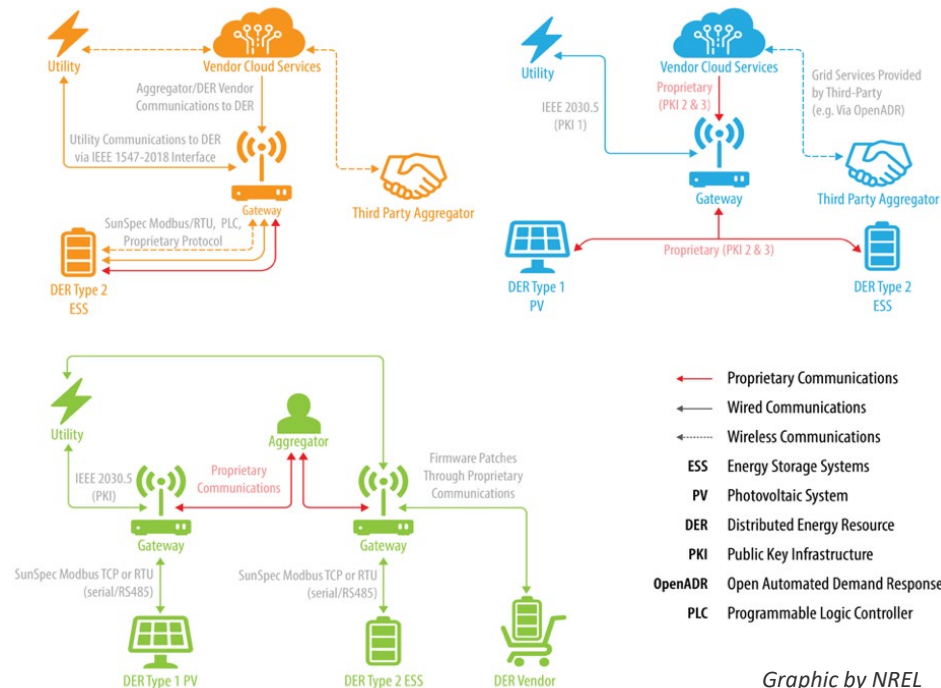 Utility
Vendor Cloud Services
Aggregator/DER Vendor
Communications to DER
Utility Communications to DER
via IEEE 1547-2018 Interface
Gateway
Third Party Aggregator
SunSpec Modbus/RTU, PLC,
Proprietary Protocol
DER Type 2
ESS
Utility
Vendor Cloud Services
IEEE 2030.5
(PKI 1)
Proprietary
(PKI 2 & 3)
Grid Services Provided
by Third-Party
(e.g. Via OpenADR)
Gateway
Third Party Aggregator
Proprietary (PKI 2 & 3)
DER Type 1
PV
DER Type 2
ESS
Utility
Aggregator
IEEE 2030.5
(PKI)
Proprietary
Communications
Firmware Patches
Through Proprietary
Communications
Gateway
Gateway
SunSpec Modbus TCP or RTU
(serial/RS485)
SunSpec Modbus TCP or RTU
(serial/RS485)
DER Type 1 PV
DER Type 2 ESS
DER Vendor
Proprietary Communications
Wired Communications
Wireless Communications
ESS Energy Storage Systems
PV Photovoltaic System
DER Distributed Energy Resource
PKI Public Key Infrastructure
OpenADR Open Automated Demand Response
PLC Programmable Logic Controller
Graphic by NREL